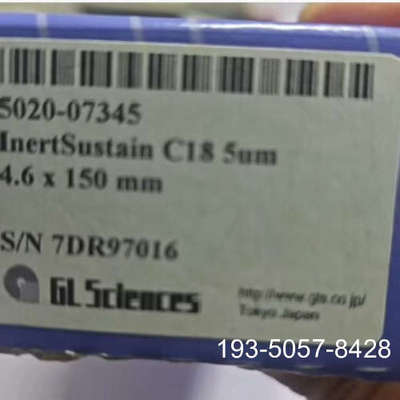 5020-07345
InertSustain C18 5um
4.6 x 150 mm
S/N 7DR97016
GL Sciences
http://www.gls.co.jp/
Tokyo Japan
193-5057-8428